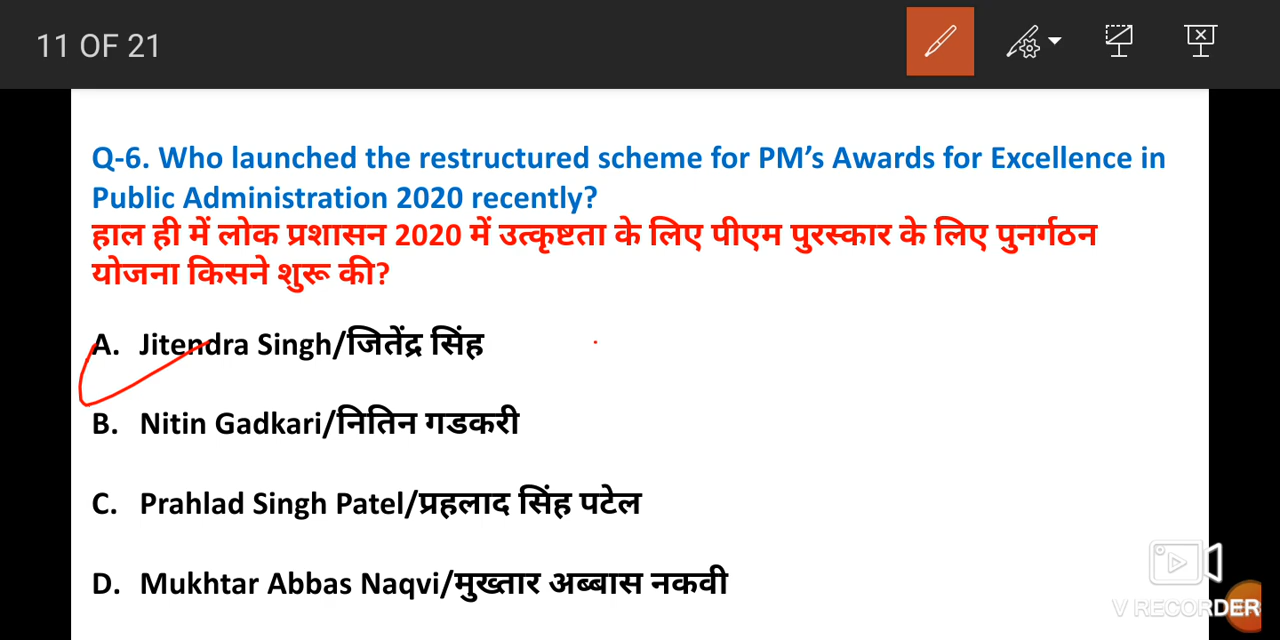 11 OF 21
Q-6. Who launched the restructured scheme for PM's Awards for Excellence in
Public Administration 2020 recently?
हाल ही में लोक प्रशासन 2020 में उत्कृष्टता के लिए पीएम पुरस्कार के लिए पुनर्गठन
योजना किसने शुरू की?
A. Jitendra Singh/जितेंद्र सिंह
B. Nitin Gadkari/नितिन गडकरी
C. Prahlad Singh Patel/प्रहलाद सिंह पटेल
D. Mukhtar Abbas Naqvi/मुख्तार अब्बास नकवी
V RECORDER